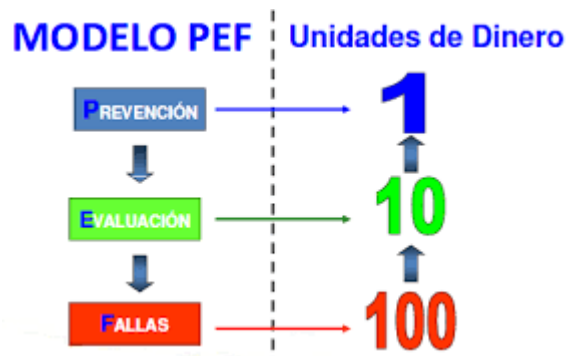 MODELO PEF
Unidades de Dinero
PREVENCIÓN
1
EVALUACIÓN
10
FALLAS
100